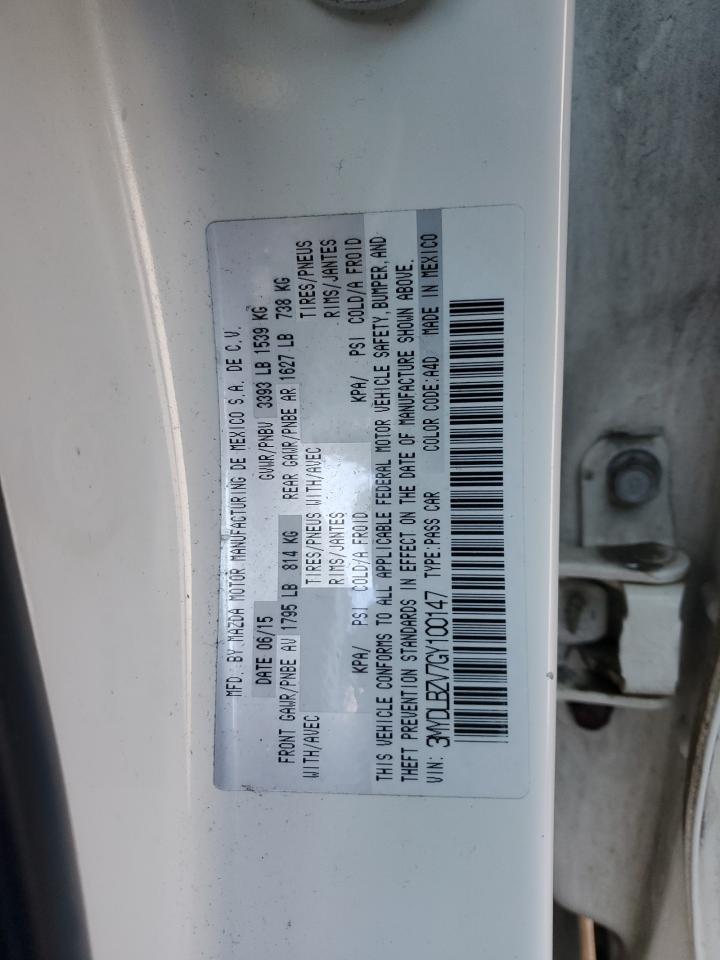 MFD. BY MAZDA MOTOR MANUFACTURING DE MEXICO S.A. DE C.V.
DATE 06/15 GVWR/PNBV 3393 LB 1539 KG
FRONT GAWR/PNBE AV 1795 LB 814 KG REAR GAWR/PNBE AR 1627 LB 738 KG
WITH/AVEC TIRES/PNEUS WITH/AVEC TIRES/PNEUS
RIMS/JANTES RIMS/JANTES
KPA/ PSI COLD/A FROID KPA/ PSI COLD/A FROID
THIS VEHICLE CONFORMS TO ALL APPLICABLE FEDERAL MOTOR VEHICLE SAFETY, BUMPER, AND
THEFT PREVENTION STANDARDS IN EFFECT ON THE DATE OF MANUFACTURE SHOWN ABOVE.
VIN: 3MYDLBZV7GY100147 TYPE:PASS CAR COLOR CODE:A4D MADE IN MEXICO